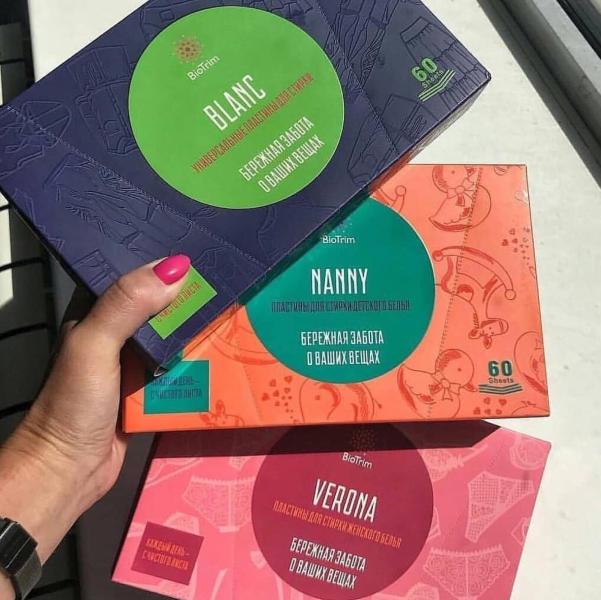 BioTrim
BLANC
УНИВЕРСАЛЬНЫЕ ПЛАСТИНЫ ДЛЯ СТИРКИ
БЕРЕЖНАЯ ЗАБОТА
О ВАШИХ ВЕЩАХ
60
Sheets
С ЧИСТОГО ЛИСТА
BioTrim
NANNY
ПЛАСТИНЫ ДЛЯ СТИРКИ ДЕТСКОГО БЕЛЬЯ
БЕРЕЖНАЯ ЗАБОТА
О ВАШИХ ВЕЩАХ
60
Sheets
КАЖДЫЙ ДЕНЬ –
С ЧИСТОГО ЛИСТА
BioTrim
VERONA
ПЛАСТИНЫ ДЛЯ СТИРКИ ЖЕНСКОГО БЕЛЬЯ
БЕРЕЖНАЯ ЗАБОТА
О ВАШИХ ВЕЩАХ
КАЖДЫЙ ДЕНЬ –
С ЧИСТОГО ЛИСТА